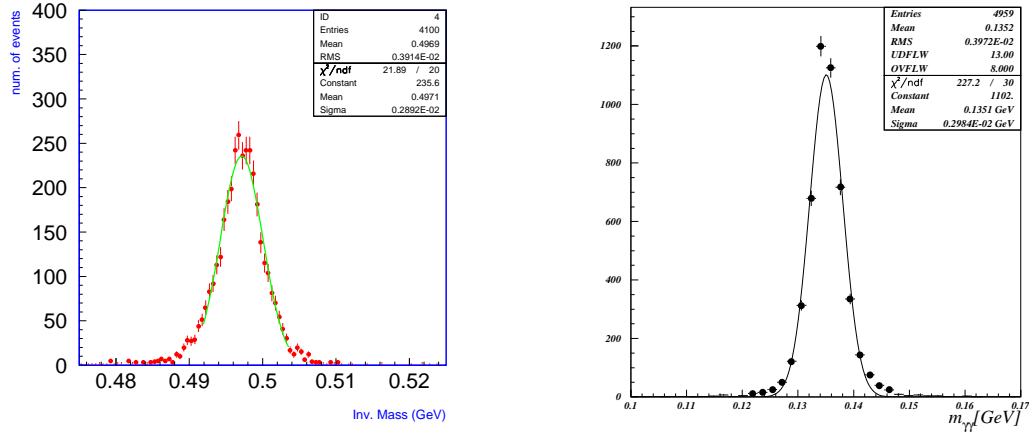 num. of events
400
350
300
250
200
150
100
50
0
ID 4
Entries 4100
Mean 0.4969
RMS 0.3914E-02
χ²/ndf 21.89 / 20
Constant 235.6
Mean 0.4971
Sigma 0.2892E-02
0.48 0.49 0.5 0.51 0.52
Inv. Mass (GeV)
1200
1000
800
600
400
200
0
Entries 4959
Mean 0.1352
RMS 0.3972E-02
UDFLW 13.00
OVFLW 8.000
χ²/ndf 227.2 / 30
Constant 1102.
Mean 0.1351 GeV
Sigma 0.2984E-02 GeV
0.1 0.11 0.12 0.13 0.14 0.15 0.16 0.17
mγγ[GeV]